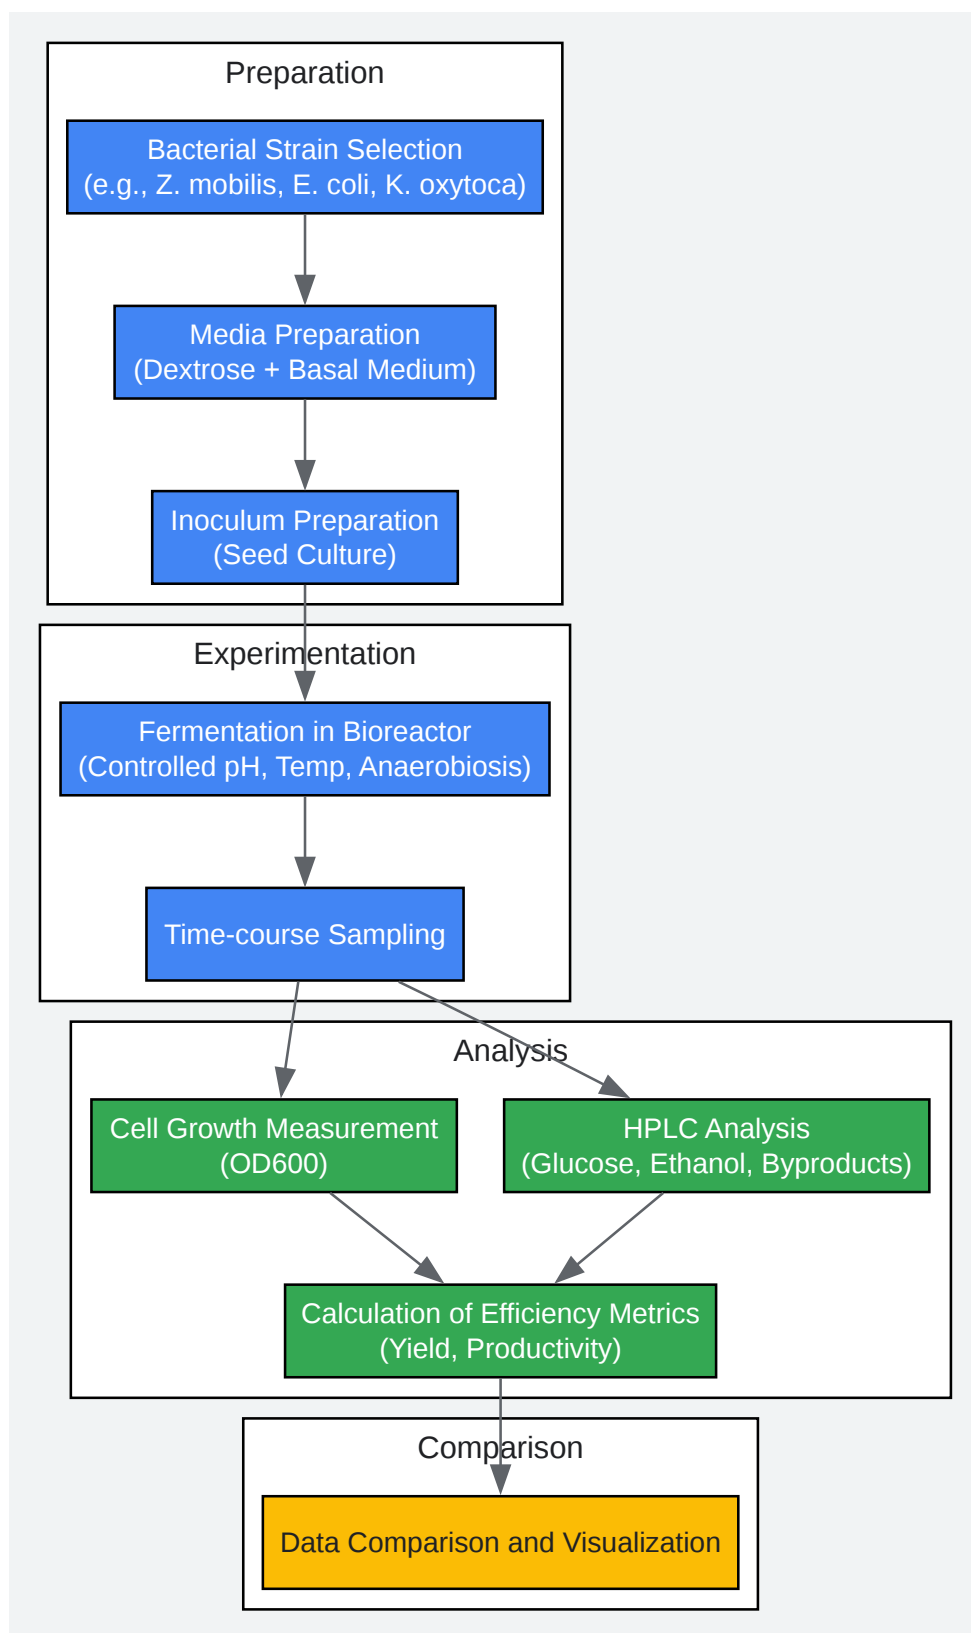 Preparation
Bacterial Strain Selection
(e.g., Z. mobilis, E. coli, K. oxytoca)
Media Preparation
(Dextrose + Basal Medium)
Inoculum Preparation
(Seed Culture)
Experimentation
Fermentation in Bioreactor
(Controlled pH, Temp, Anaerobiosis)
Time-course Sampling
Analysis
Cell Growth Measurement
(OD600)
HPLC Analysis
(Glucose, Ethanol, Byproducts)
Calculation of Efficiency Metrics
(Yield, Productivity)
Comparison
Data Comparison and Visualization